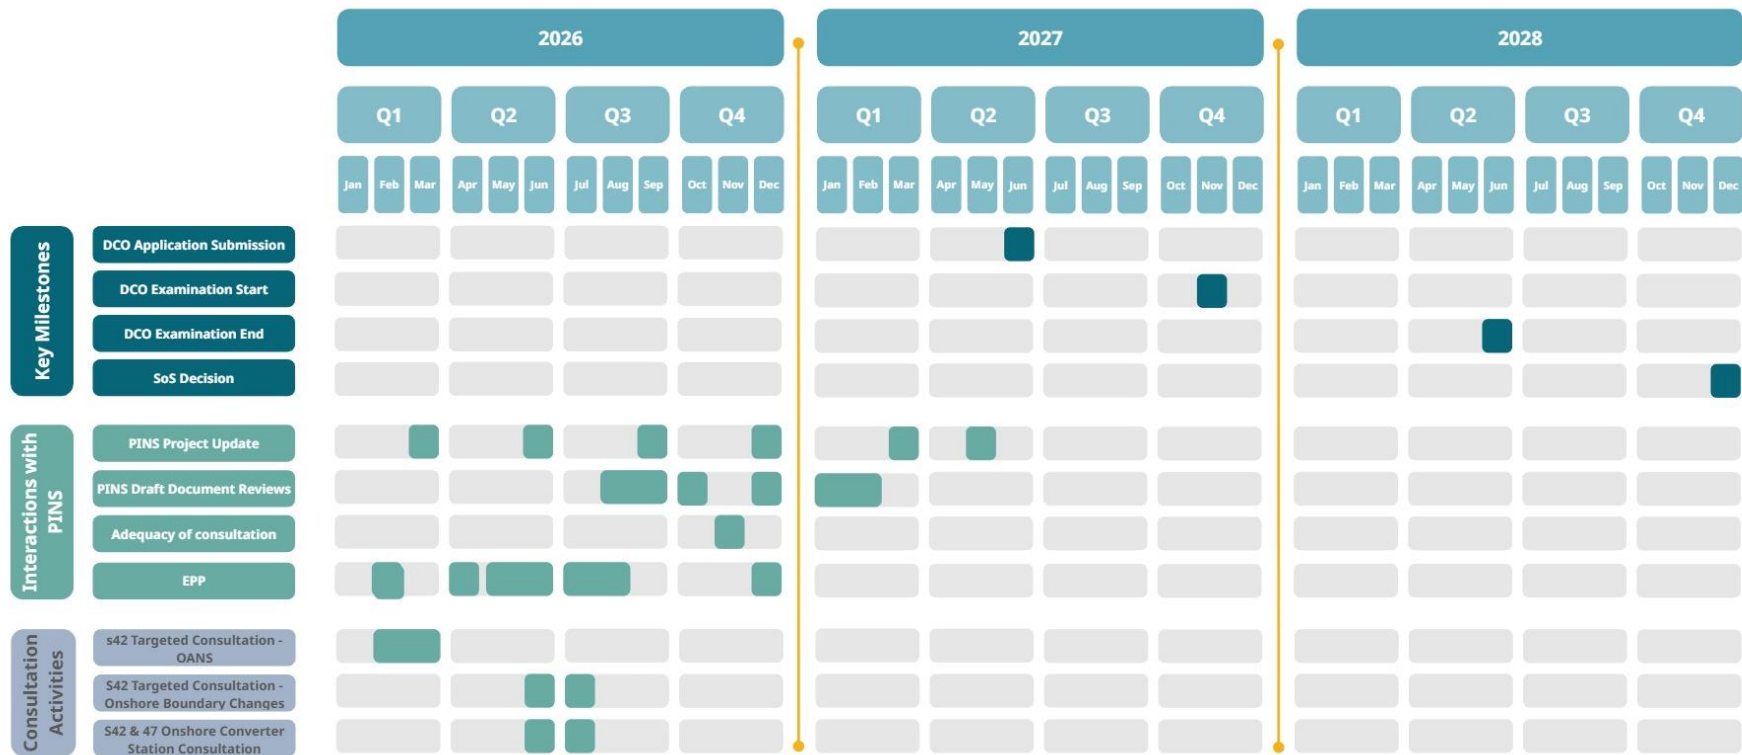 2026
2027
2028
Q1 Q2 Q3 Q4 Q1 Q2 Q3 Q4 Q1 Q2 Q3 Q4
Jan Feb Mar Apr May Jun Jul Aug Sep Oct Nov Dec Jan Feb Mar Apr May Jun Jul Aug Sep Oct Nov Dec Jan Feb Mar Apr May Jun Jul Aug Sep Oct Nov Dec
Key Milestones
DCO Application Submission
DCO Examination Start
DCO Examination End
SoS Decision
Interactions with
PINS
PINS Project Update
PINS Draft Document Reviews
Adequacy of consultation
EPP
Consultation
Activities
s42 Targeted Consultation -
OANS
S42 Targeted Consultation -
Onshore Boundary Changes
S42 & 47 Onshore Converter
Station Consultation